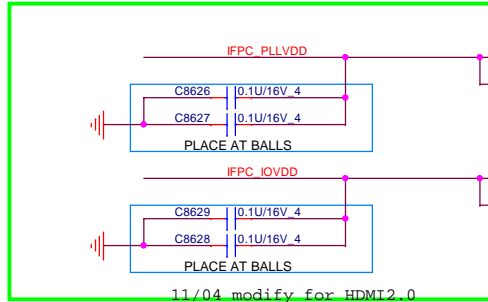 IFPC_PLLVDD
C8626 0.1U/16V_4
C8627 0.1U/16V_4
PLACE AT BALLS
IFPC_IOVDD
C8629 0.1U/16V_4
C8628 0.1U/16V_4
PLACE AT BALLS
11/04 modify for HDMI2.0